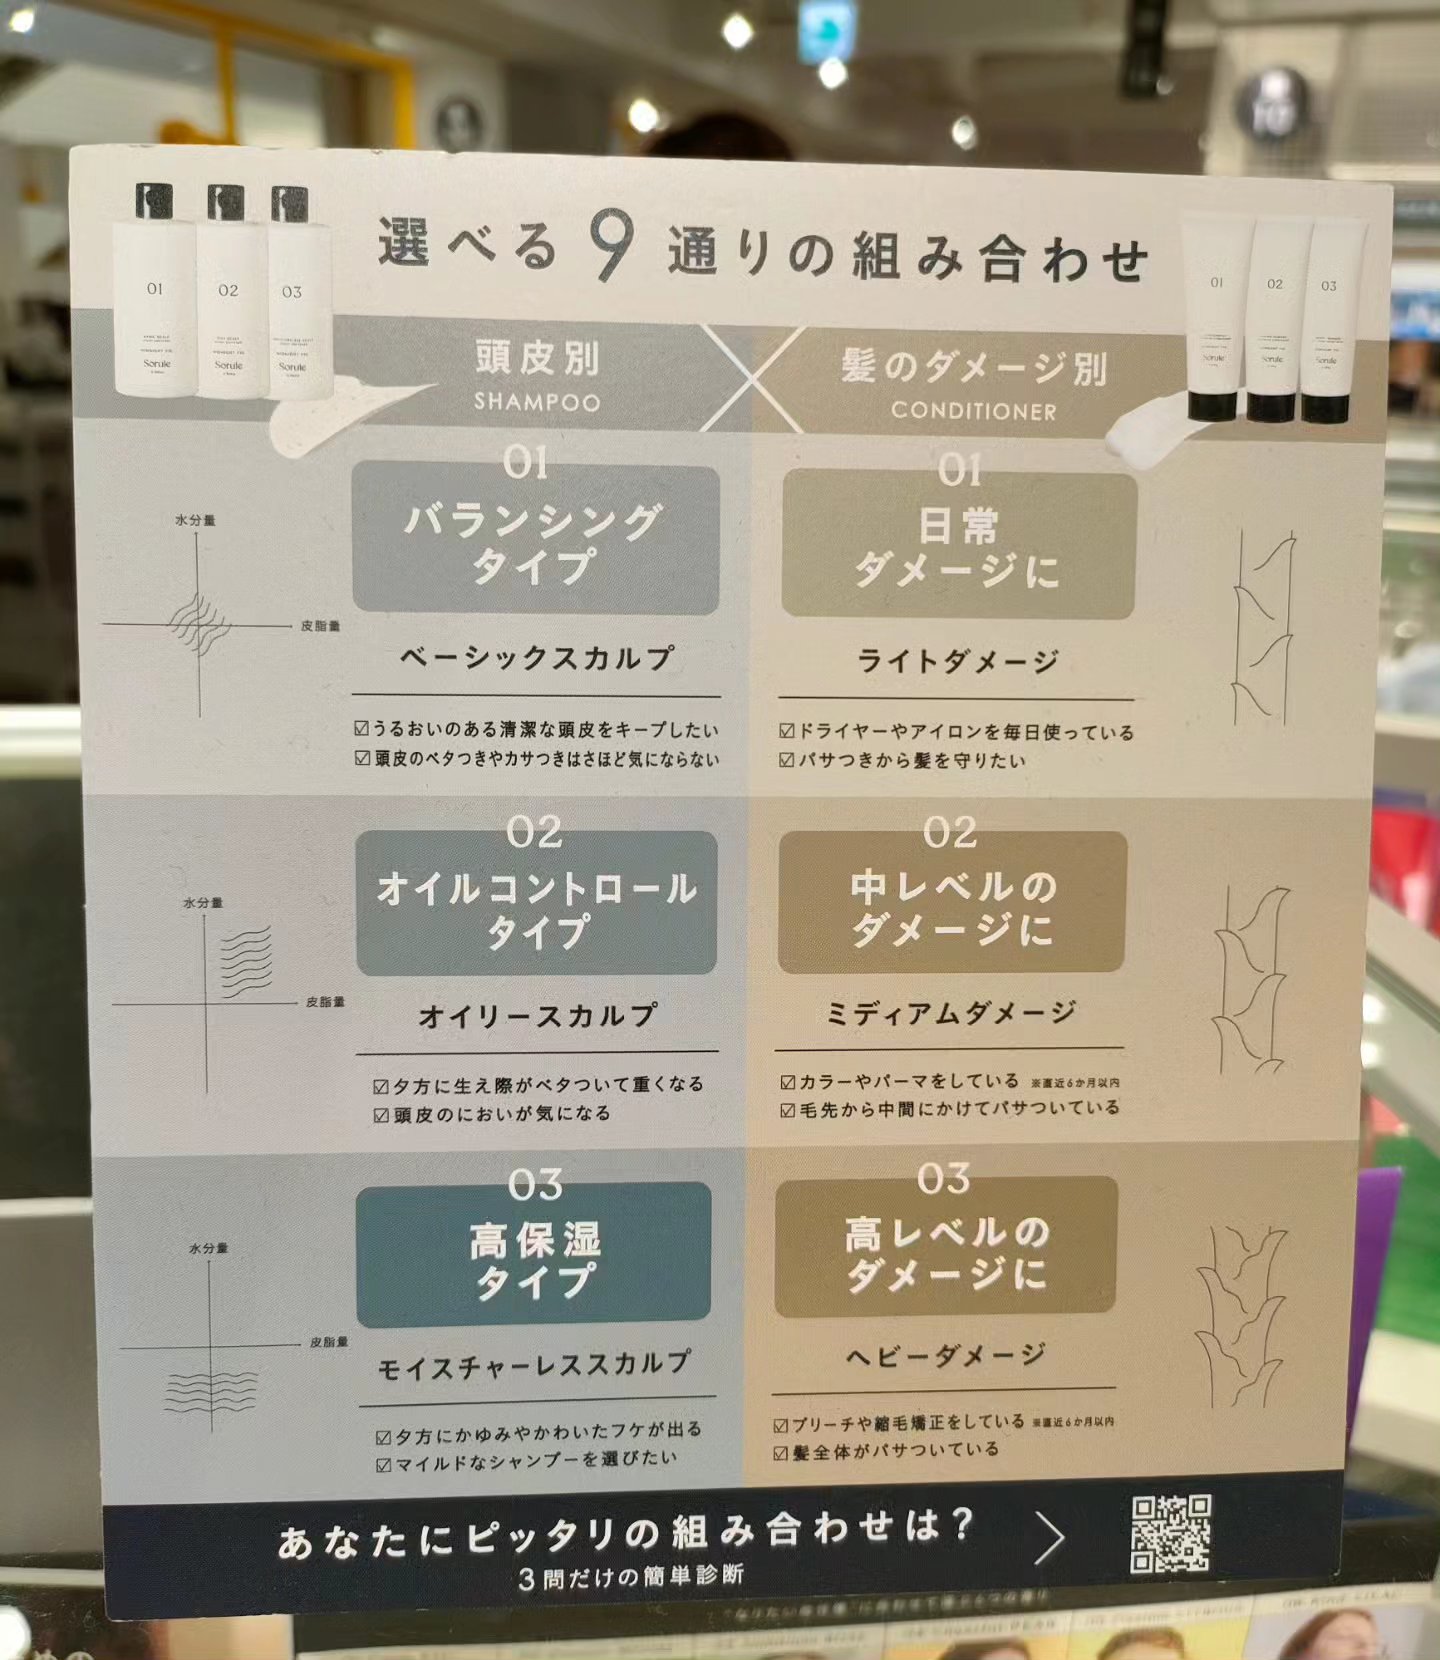 選べる9通りの組み合わせ
01
02
03
Sorule
Sorule
Sorule
01
02
03
頭皮別
SHAMPOO
髪のダメージ別
CONDITIONER
01
バランシング
タイプ
水分量
皮脂量
ベーシックスカルプ
☑うるおいのある清潔な頭皮をキープしたい
☑頭皮のベタつきやカサつきはさほど気にならない
01
日常
ダメージに
ライトダメージ
☑ドライヤーやアイロンを毎日使っている
☑パサつきから髪を守りたい
02
オイルコントロール
タイプ
水分量
皮脂量
オイリースカルプ
☑夕方に生え際がベタついて重くなる
☑頭皮のにおいが気になる
02
中レベルの
ダメージに
ミディアムダメージ
☑カラーやパーマをしている ※直近6か月以内
☑毛先から中間にかけてパサついている
03
高保湿
タイプ
水分量
皮脂量
モイスチャーレススカルプ
☑夕方にかゆみやかわいたフケが出る
☑マイルドなシャンプーを選びたい
03
高レベルの
ダメージに
ヘビーダメージ
☑ブリーチや縮毛矯正をしている ※直近6か月以内
☑髪全体がパサついている
あなたにピッタリの組み合わせは?
3問だけの簡単診断